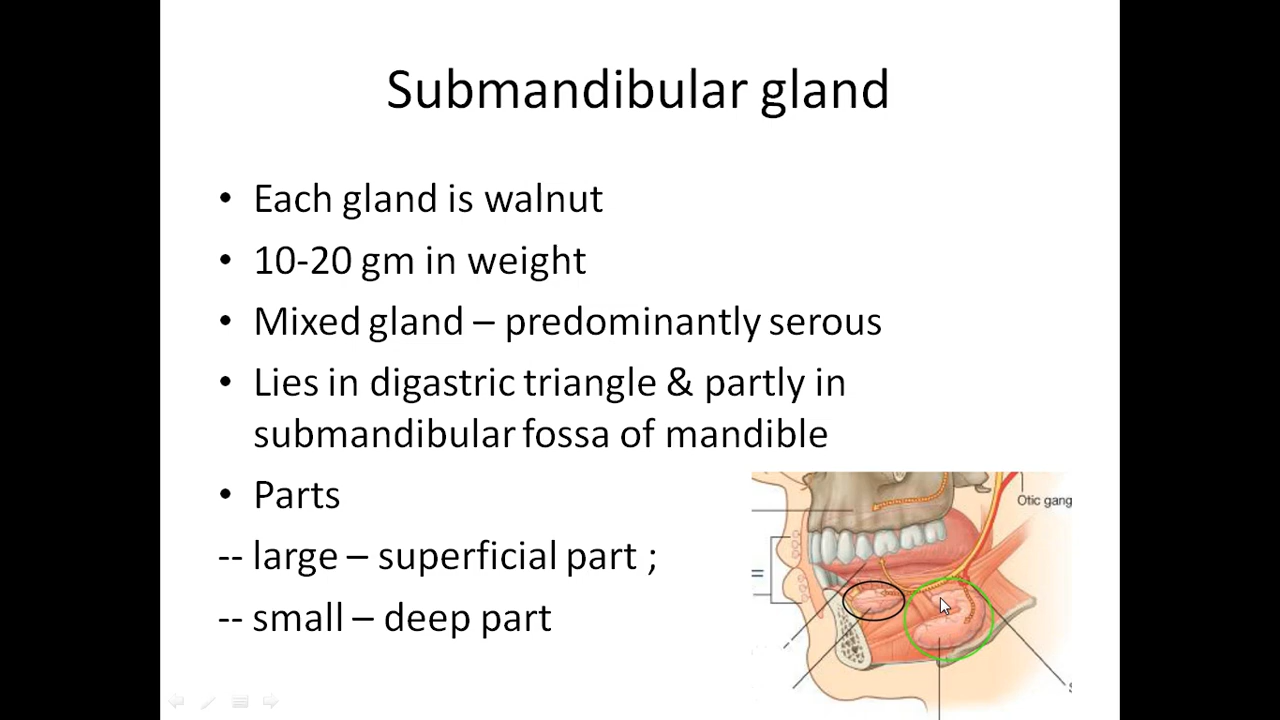 Submandibular gland
• Each gland is walnut
• 10-20 gm in weight
• Mixed gland – predominantly serous
• Lies in digastric triangle & partly in
submandibular fossa of mandible
• Parts
-- large – superficial part ;
-- small – deep part
Otic gang
=